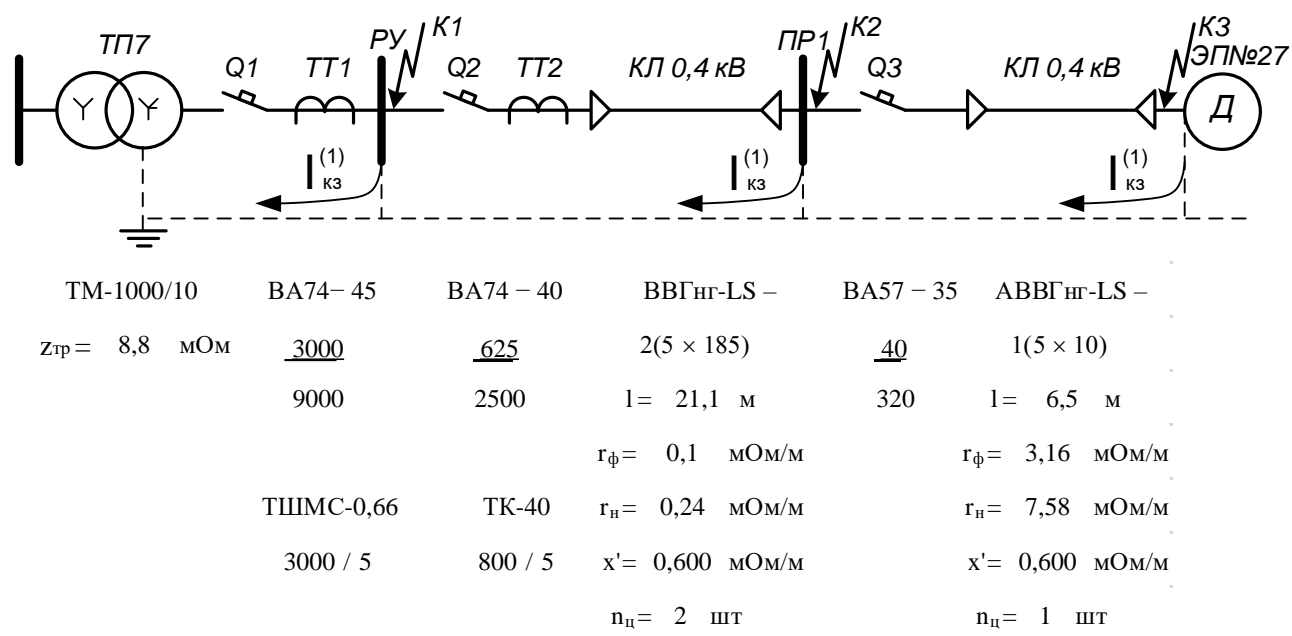 ТП7 Q1 ТТ1 РУ К1 Q2 ТТ2 КЛ 0,4 кВ ПР1 К2 Q3 КЛ 0,4 кВ К3
ЭП№27
Д
I(1)кз I(1)кз I(1)кз
ТМ-1000/10 ВА74− 45 ВА74 − 40 ВВГнг-LS – ВА57 − 35 АВВГнг-LS –
zтр = 8,8 мОм 3000 625 2(5 × 185) 40 1(5 × 10)
9000 2500 l = 21,1 м 320 l = 6,5 м
rф = 0,1 мОм/м rф = 3,16 мОм/м
ТШМС-0,66 ТК-40 rн = 0,24 мОм/м rн = 7,58 мОм/м
3000 / 5 800 / 5 x'= 0,600 мОм/м x'= 0,600 мОм/м
nц = 2 шт nц = 1 шт